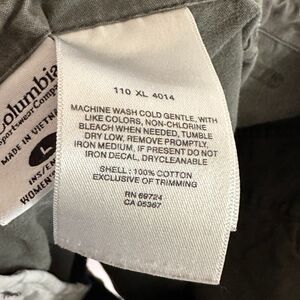 Columbia
Sportswear Company
MADE IN VIETNAM
L
WOMEN'S
110 XL 4014
MACHINE WASH COLD GENTLE, WITH
LIKE COLORS, NON-CHLORINE
BLEACH WHEN NEEDED, TUMBLE
DRY LOW. REMOVE PROMPTLY.
IRON MEDIUM. IF PRESENT DO NOT
IRON DECAL, DRYCLEANABLE
SHELL : 100% COTTON
EXCLUSIVE OF TRIMMING
RN 69724
CA 05367